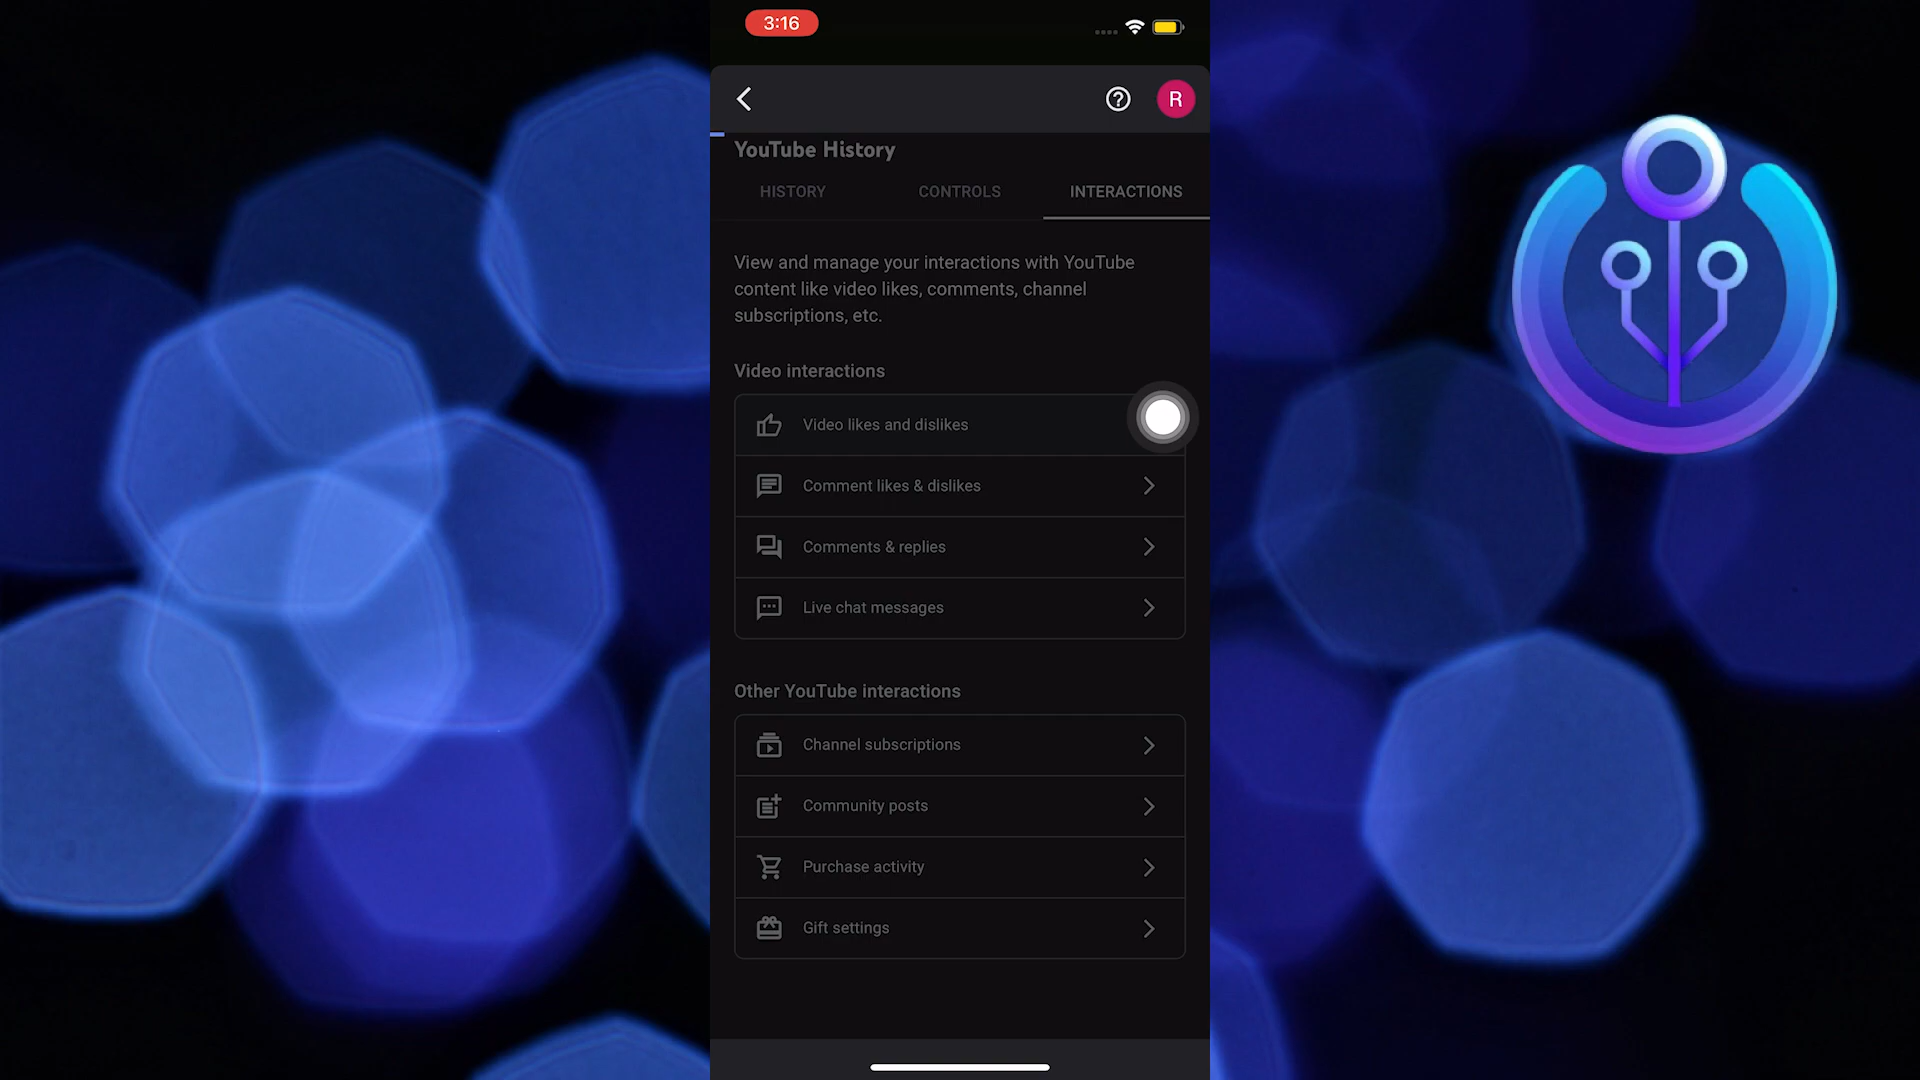 3:16
R
YouTube History
HISTORY
CONTROLS
INTERACTIONS
View and manage your interactions with YouTube
content like video likes, comments, channel
subscriptions, etc.
Video interactions
Video likes and dislikes
Comment likes & dislikes
Comments & replies
Live chat messages
Other YouTube interactions
Channel subscriptions
Community posts
Purchase activity
Gift settings